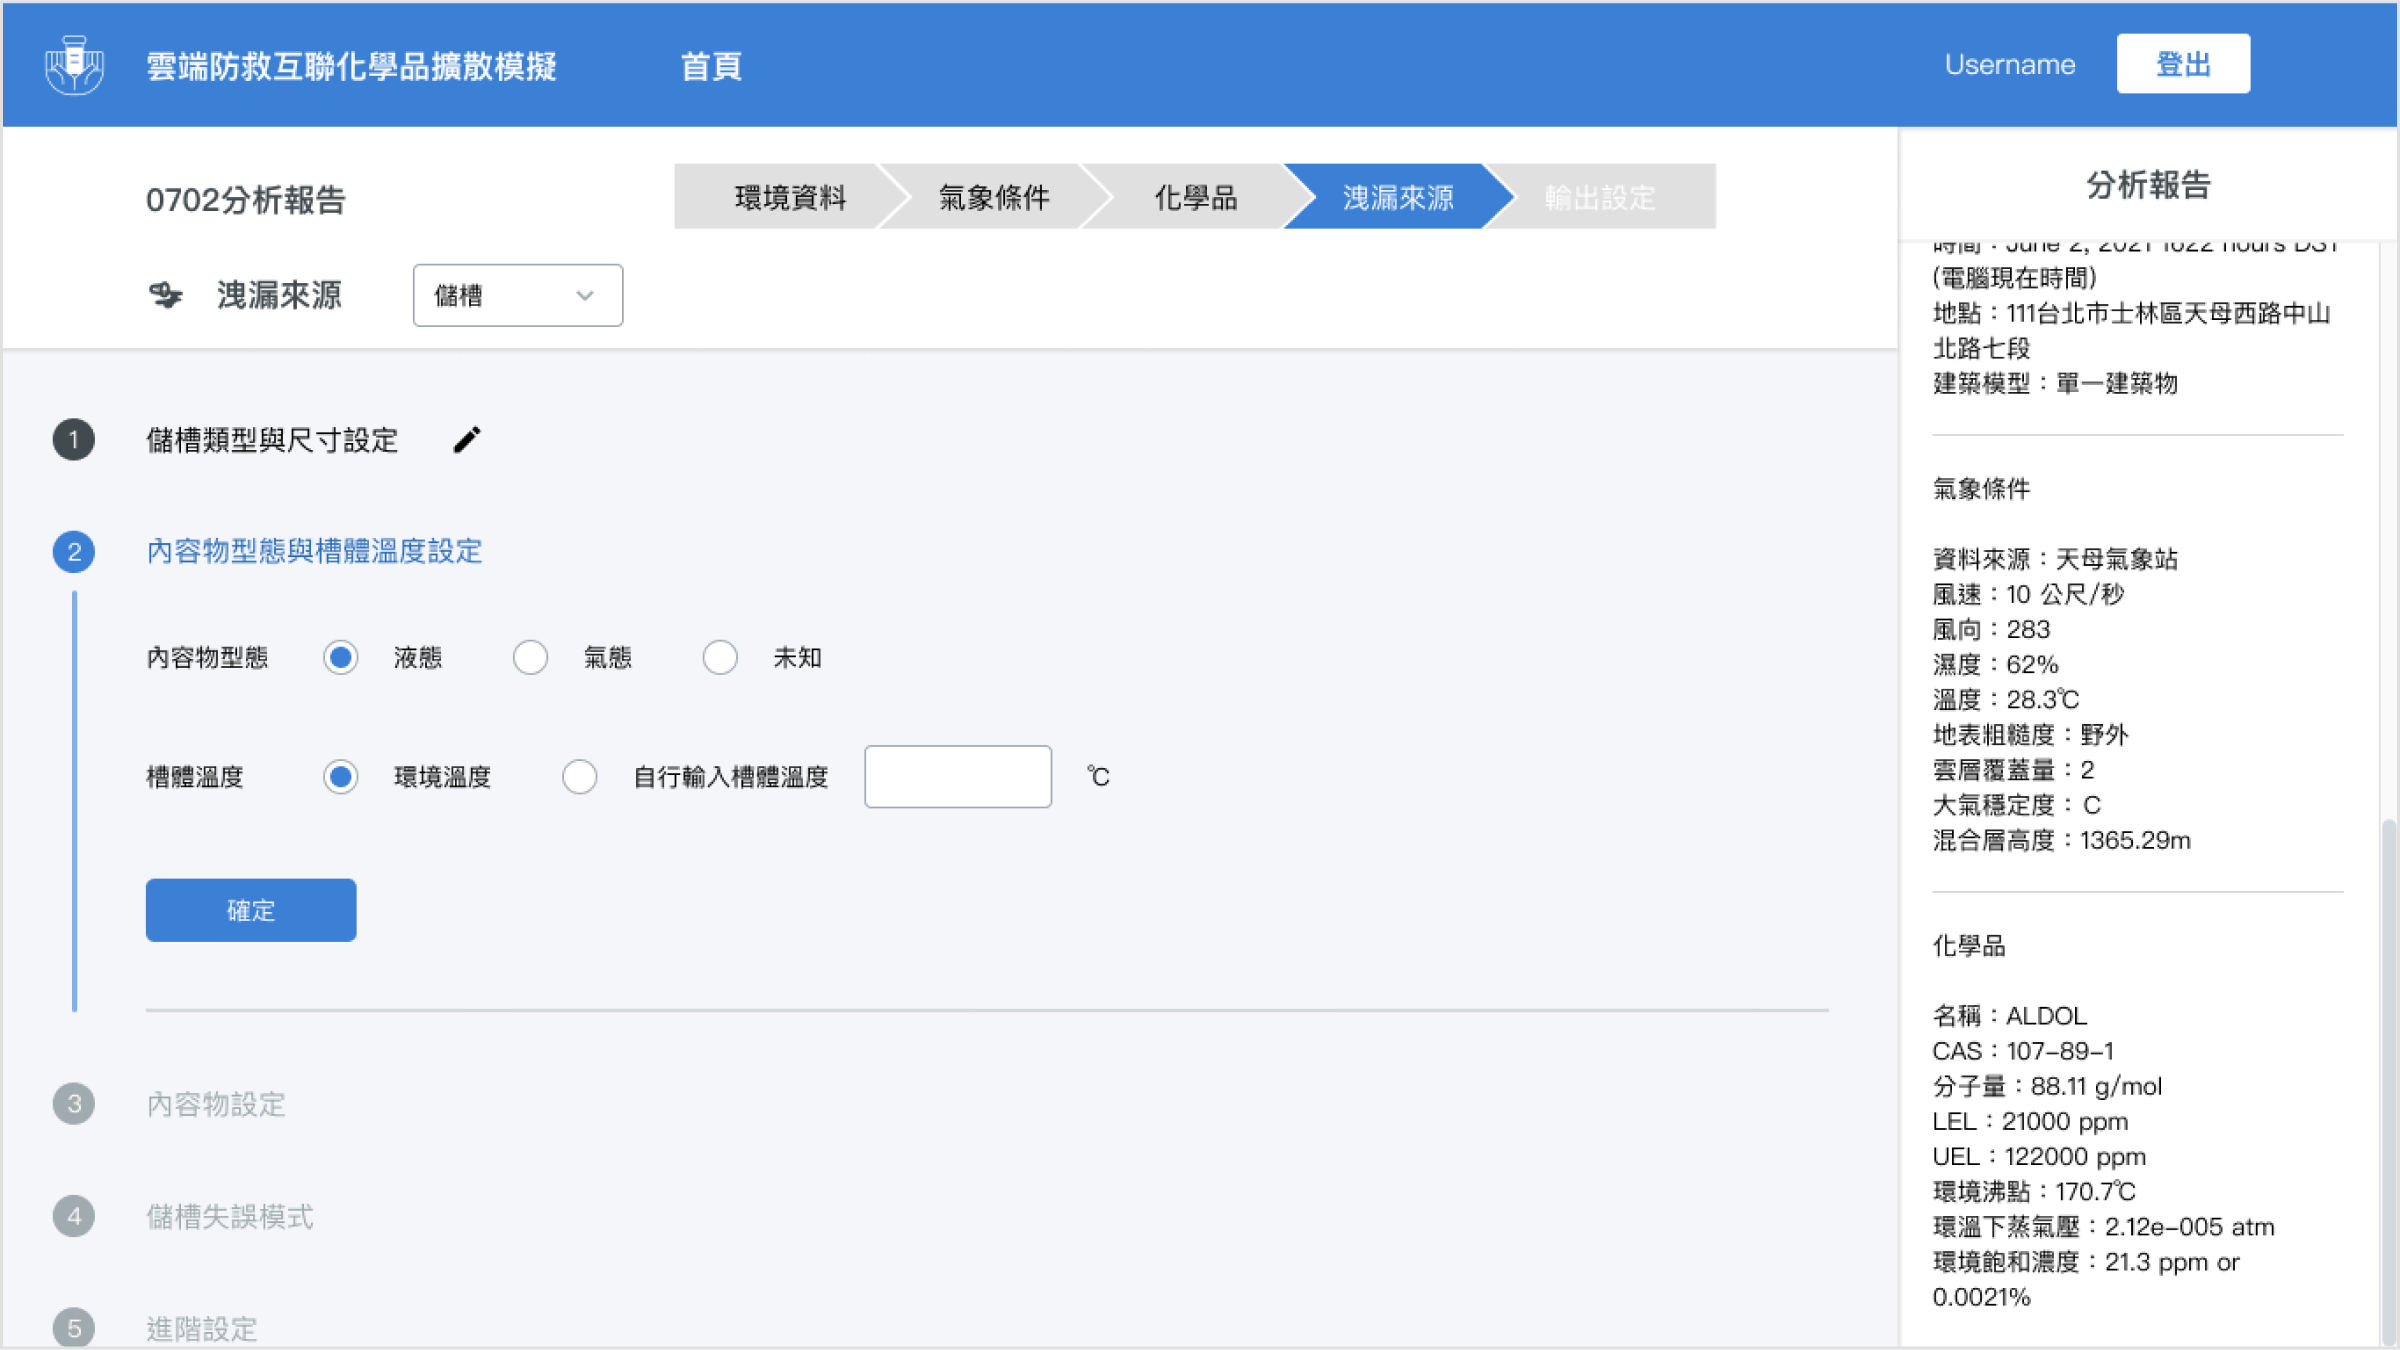 雲端防救互聯化學品擴散模擬
首頁
Username
登出
0702分析報告
環境資料
氣象條件
化學品
洩漏來源
輸出設定
洩漏來源
儲槽
1
儲槽類型與尺寸設定
2
內容物型態與槽體溫度設定
內容物型態
液態
氣態
未知
槽體溫度
環境溫度
自行輸入槽體溫度
℃
確定
3
內容物設定
4
儲槽失誤模式
5
進階設定
分析報告
時間：June 2, 2021 1622 hours DST
(電腦現在時間)
地點：111台北市士林區天母西路中山
北路七段
建築模型：單一建築物
氣象條件
資料來源：天母氣象站
風速：10 公尺/秒
風向：283
濕度：62%
溫度：28.3℃
地表粗糙度：野外
雲層覆蓋量：2
大氣穩定度：C
混合層高度：1365.29m
化學品
名稱：ALDOL
CAS：107-89-1
分子量：88.11 g/mol
LEL：21000 ppm
UEL：122000 ppm
環境沸點：170.7℃
環溫下蒸氣壓：2.12e-005 atm
環境飽和濃度：21.3 ppm or
0.0021%